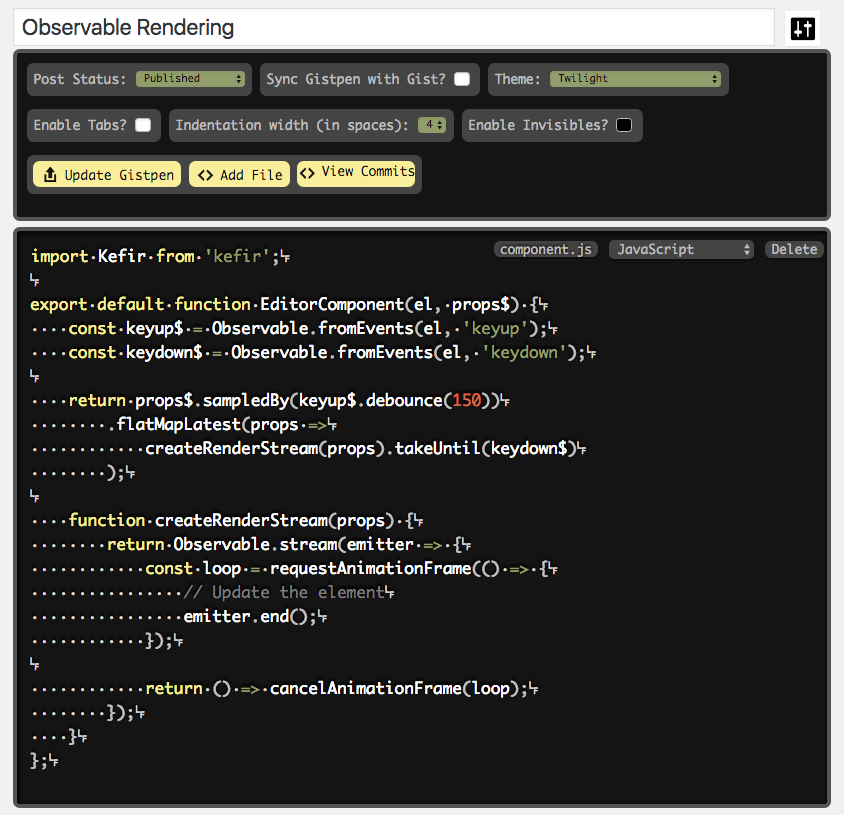 Observable Rendering
Post Status: Published Sync Gistpen with Gist? Theme: Twilight
Enable Tabs? Indentation width (in spaces): 4 Enable Invisibles?
Update Gistpen <> Add File <> View Commits
component.js JavaScript Delete
import Kefir from 'kefir';

export default function EditorComponent(el, props$) {
    const keyup$ = Observable.fromEvents(el, 'keyup');
    const keydown$ = Observable.fromEvents(el, 'keydown');

    return props$.sampledBy(keyup$.debounce(150))
        .flatMapLatest(props =>
            createRenderStream(props).takeUntil(keydown$)
        );

    function createRenderStream(props) {
        return Observable.stream(emitter => {
            const loop = requestAnimationFrame(() => {
                // Update the element
                emitter.end();
            });

            return () => cancelAnimationFrame(loop);
        });
    }
};